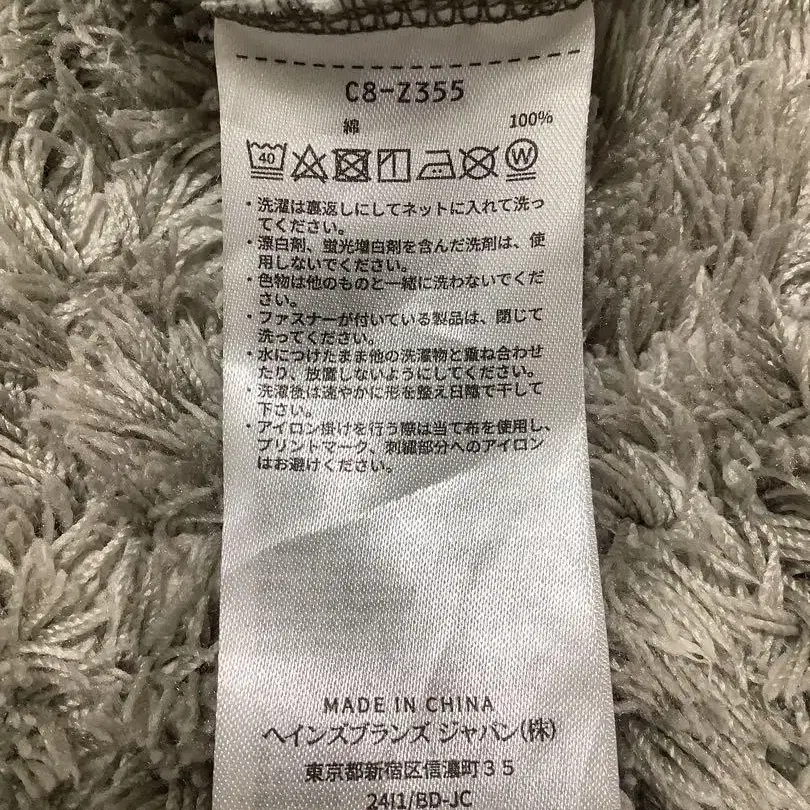 C8-Z355
綿 100%
40 W
・洗濯は裏返しにしてネットに入れて洗っ
てください。
・漂白剤、蛍光増白剤を含んだ洗剤は、使
用しないでください。
・色物は他のものと一緒に洗わないでくだ
さい。
・ファスナーが付いている製品は、閉じて
洗ってください。
・水につけたまま他の洗濯物と重ね合わせ
たり、放置しないようにしてください。
・洗濯後は速やかに形を整え日陰で干して
下さい。
・アイロン掛けを行う際は当て布を使用し、
プリントマーク、刺繍部分へのアイロン
はお避けください。
MADE IN CHINA
ヘインズブランズ ジャパン(株)
東京都新宿区信濃町35
24I1/BD-JC